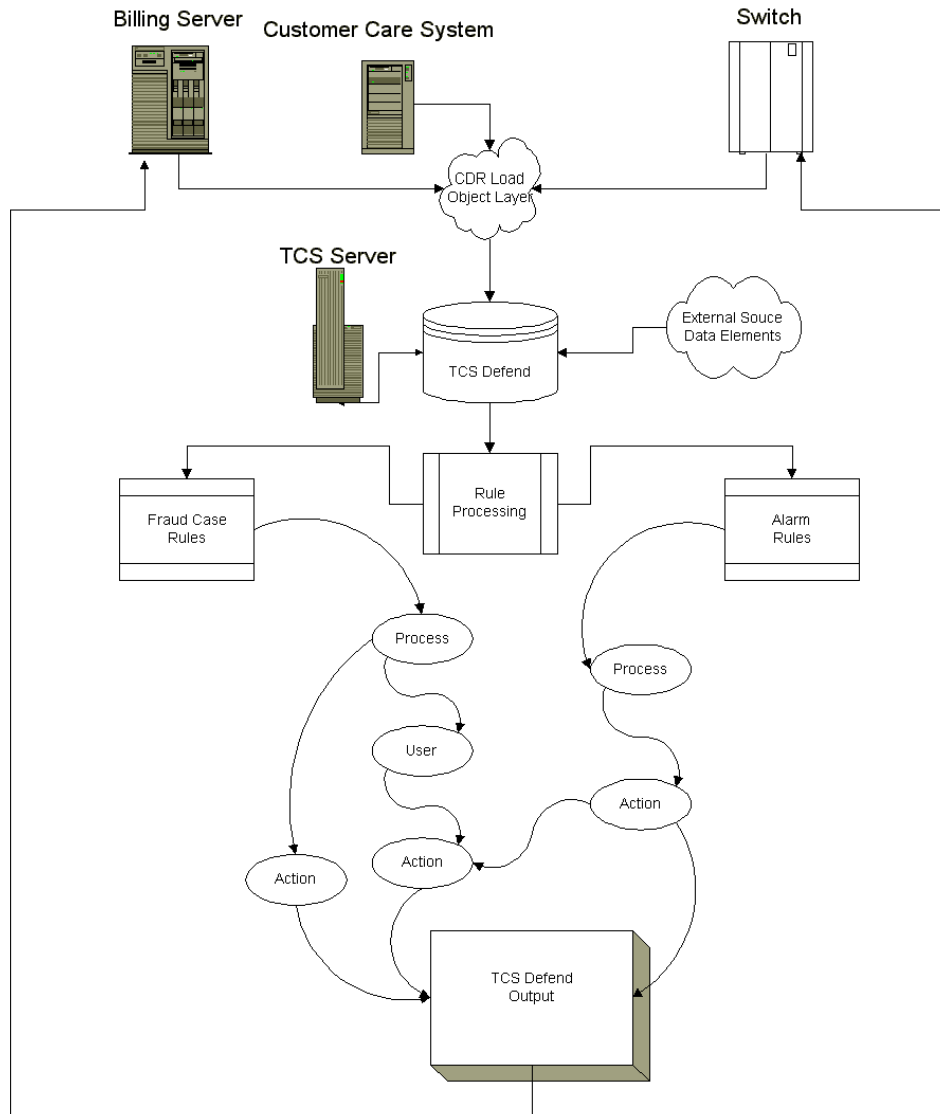 Billing Server
Customer Care System
Switch
CDR Load
Object Layer
TCS Server
External Souce
Data Elements
TCS Defend
Rule
Processing
Fraud Case
Rules
Alarm
Rules
Process
Process
User
Action
Action
Action
TCS Defend
Output